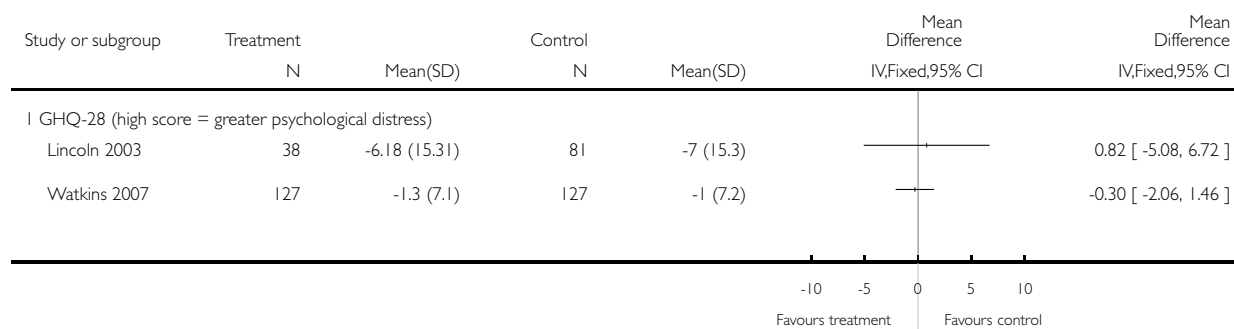 Study or subgroup Treatment Control Mean Difference Mean Difference
N Mean(SD) N Mean(SD) IV,Fixed,95% CI IV,Fixed,95% CI
1 GHQ-28 (high score = greater psychological distress)
Lincoln 2003 38 -6.18 (15.31) 81 -7 (15.3) 0.82 [ -5.08, 6.72 ]
Watkins 2007 127 -1.3 (7.1) 127 -1 (7.2) -0.30 [ -2.06, 1.46 ]
-10 -5 0 5 10
Favours treatment Favours control